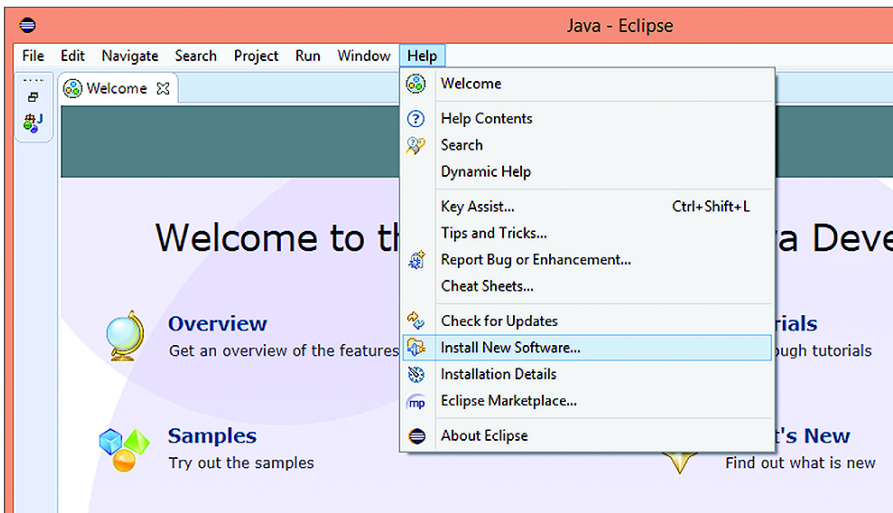 Java - Eclipse
File Edit Navigate Search Project Run Window Help
Welcome
Welcome
Help Contents
Search
Dynamic Help
Key Assist... Ctrl+Shift+L
Tips and Tricks...
Report Bug or Enhancement...
Cheat Sheets...
Check for Updates
Install New Software...
Installation Details
mp Eclipse Marketplace...
About Eclipse
Welcome to th
a Deve
Overview
Get an overview of the features
rials
ough tutorials
Samples
Try out the samples
t's New
Find out what is new